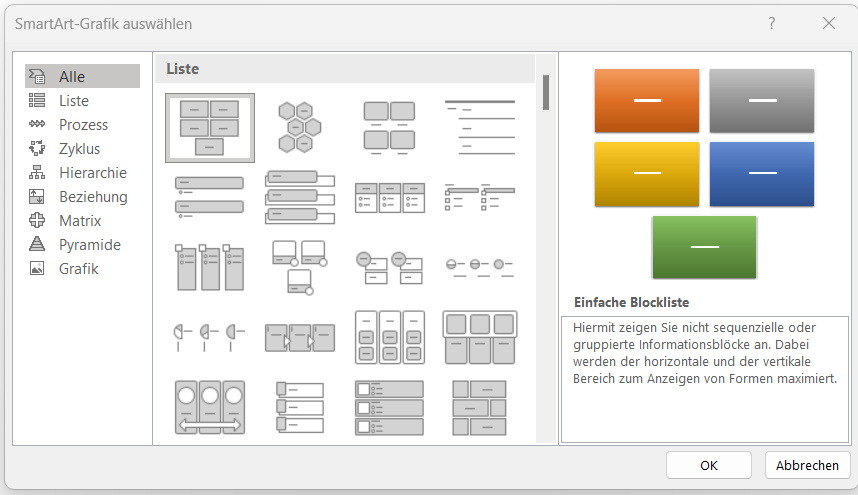 SmartArt-Grafik auswählen
?
Alle
Liste
Prozess
Zyklus
Hierarchie
Beziehung
Matrix
Pyramide
Grafik
Liste
Einfache Blockliste
Hiermit zeigen Sie nicht sequenzielle oder
gruppierte Informationsblöcke an. Dabei
werden der horizontale und der vertikale
Bereich zum Anzeigen von Formen maximiert.
OK
Abbrechen